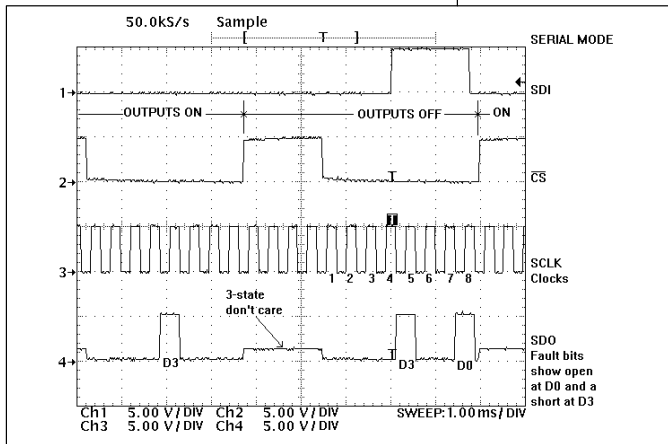 50.0kS/s Sample
[ T ]
SERIAL MODE
1 SDI
OUTPUTS ON OUTPUTS OFF ON
T
2 CS
T
3 SCLK
1 2 3 4 5 6 7 8 Clocks
3-state
don't care
SDO
4 D3 T D3 D0 Fault bits
show open
at D0 and a
short at D3
Ch1 5.00 V/DIV Ch2 5.00 V/DIV SWEEP:1.00 ms/DIV
Ch3 5.00 V/DIV Ch4 5.00 V/DIV